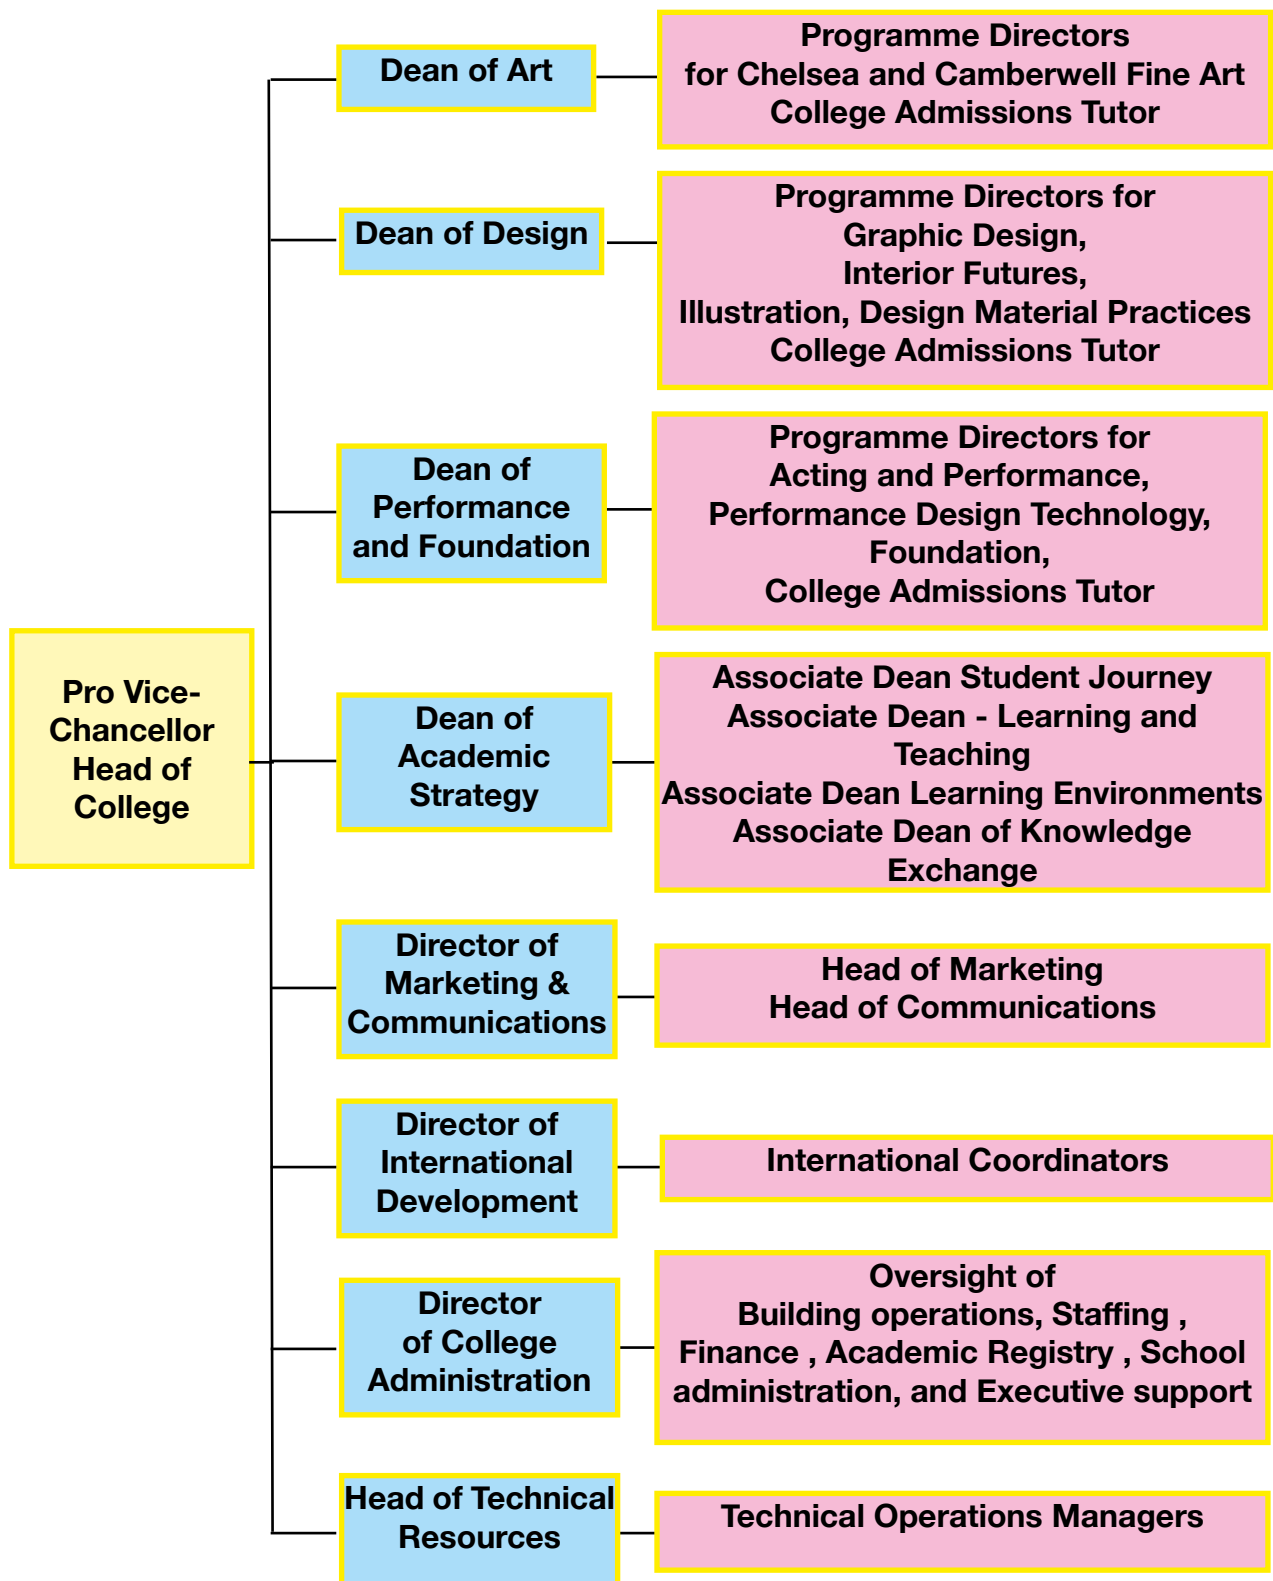 Dean of Art
Programme Directors
for Chelsea and Camberwell Fine Art
College Admissions Tutor
Dean of Design
Programme Directors for
Graphic Design,
Interior Futures,
Illustration, Design Material Practices
College Admissions Tutor
Dean of
Performance
and Foundation
Programme Directors for
Acting and Performance,
Performance Design Technology,
Foundation,
College Admissions Tutor
Pro Vice-
Chancellor
Head of
College
Dean of
Academic
Strategy
Associate Dean Student Journey
Associate Dean - Learning and
Teaching
Associate Dean Learning Environments
Associate Dean of Knowledge
Exchange
Director of
Marketing &
Communications
Head of Marketing
Head of Communications
Director of
International
Development
International Coordinators
Director
of College
Administration
Oversight of
Building operations, Staffing ,
Finance , Academic Registry , School
administration, and Executive support
Head of Technical
Resources
Technical Operations Managers